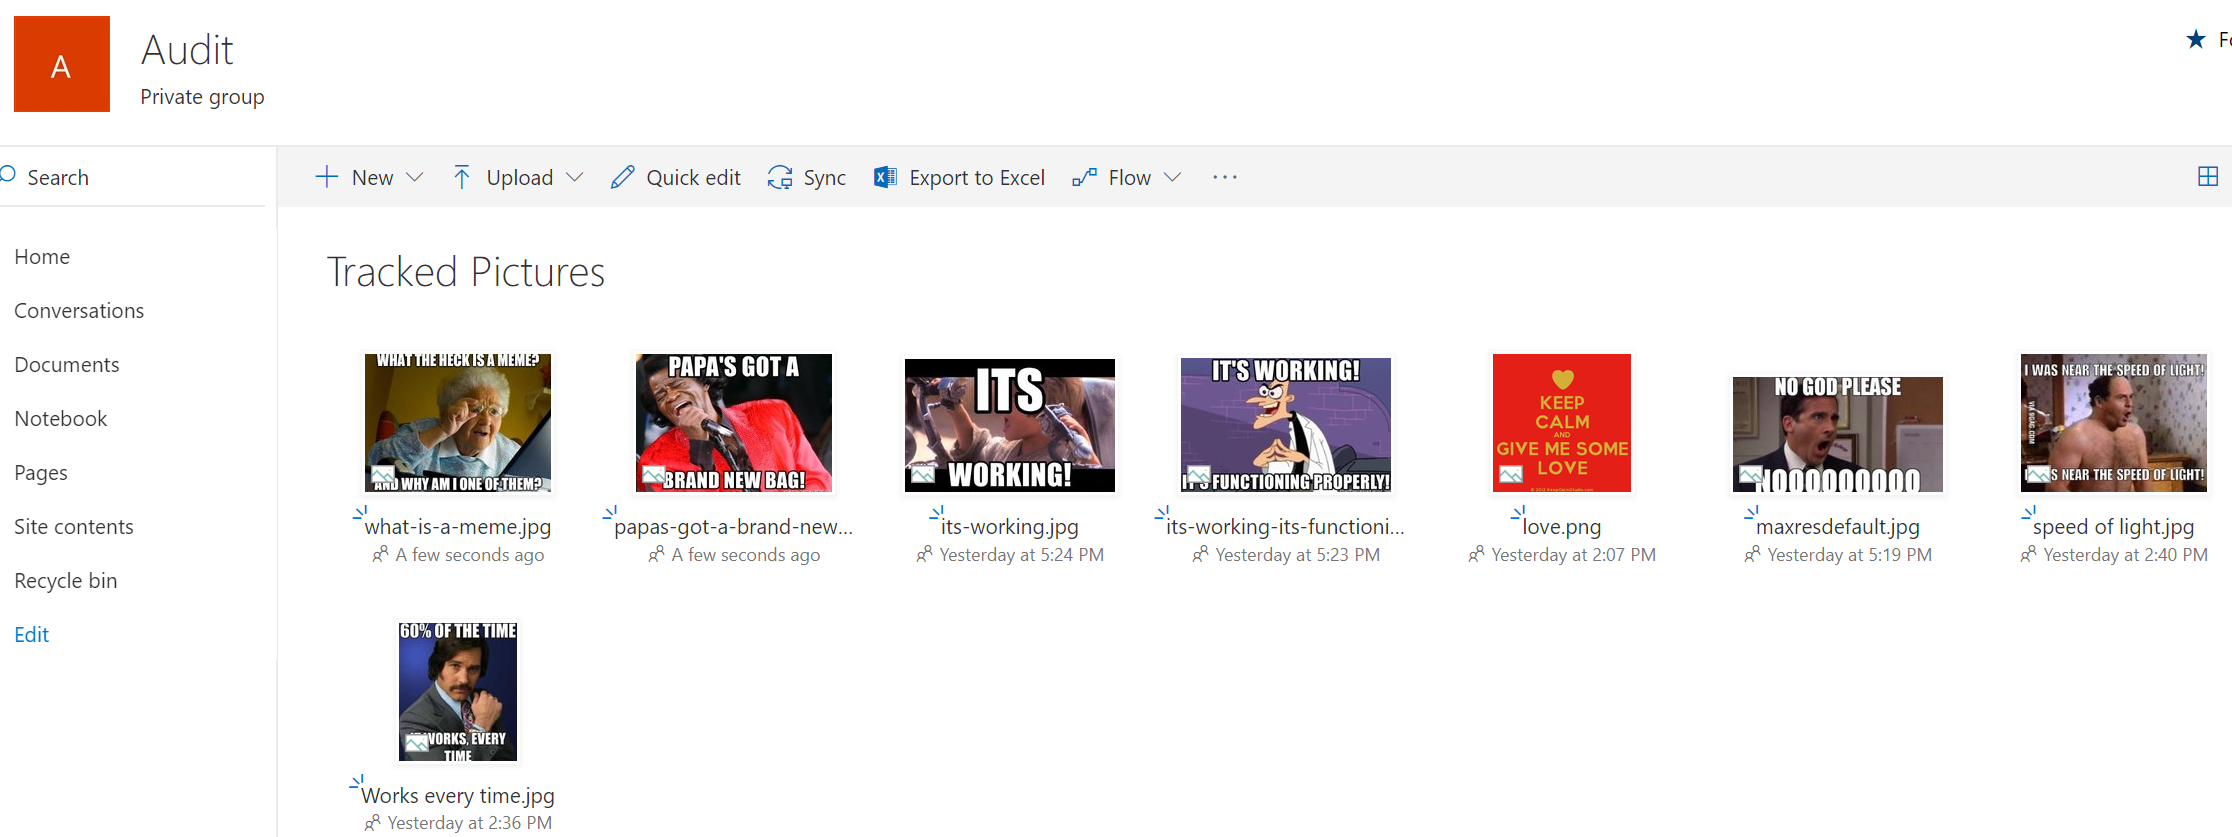 A
Audit
Private group
Search
New
Upload
Quick edit
Sync
Export to Excel
Flow
Home
Conversations
Documents
Notebook
Pages
Site contents
Recycle bin
Edit
Tracked Pictures
WHAT THE HECK IS A MEME?
AND WHY AM I ONE OF THEM?
what-is-a-meme.jpg
A few seconds ago
PAPA'S GOT A
BRAND NEW BAG!
papas-got-a-brand-new...
A few seconds ago
ITS
WORKING!
its-working.jpg
Yesterday at 5:24 PM
IT'S WORKING!
IT'S FUNCTIONING PROPERLY!
its-working-its-functioni...
Yesterday at 5:23 PM
KEEP
CALM
AND
GIVE ME SOME
LOVE
love.png
Yesterday at 2:07 PM
NO GOD PLEASE
NOOOOOOOOO
maxresdefault.jpg
Yesterday at 5:19 PM
I WAS NEAR THE SPEED OF LIGHT!
VIA 9GAG.COM
I WAS NEAR THE SPEED OF LIGHT!
speed of light.jpg
Yesterday at 2:40 PM
60% OF THE TIME
IT WORKS, EVERY
TIME
Works every time.jpg
Yesterday at 2:36 PM